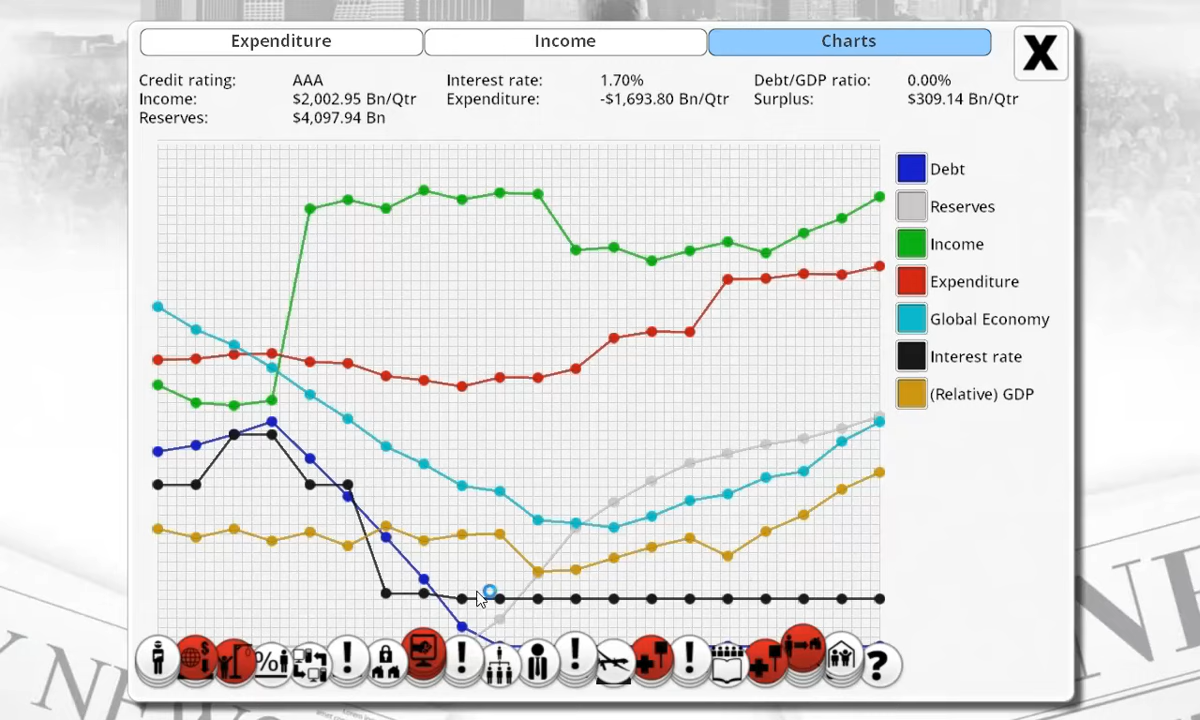 Expenditure Income Charts X
Credit rating: AAA Interest rate: 1.70% Debt/GDP ratio: 0.00%
Income: $2,002.95 Bn/Qtr Expenditure: -$1,693.80 Bn/Qtr Surplus: $309.14 Bn/Qtr
Reserves: $4,097.94 Bn
Debt
Reserves
Income
Expenditure
Global Economy
Interest rate
(Relative) GDP